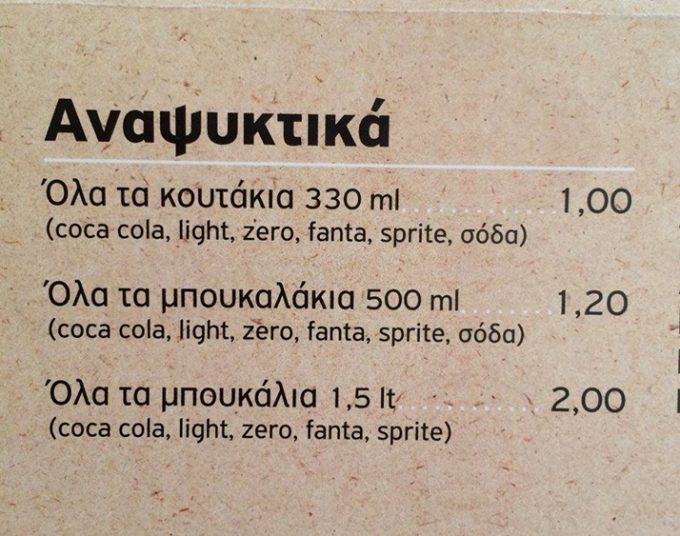 Αναψυκτικά
Όλα τα κουτάκια 330 ml 1,00
(coca cola, light, zero, fanta, sprite, σόδα)
Όλα τα μπουκαλάκια 500 ml 1,20
(coca cola, light, zero, fanta, sprite, σόδα)
Όλα τα μπουκάλια 1,5 lt 2,00
(coca cola, light, zero, fanta, sprite)